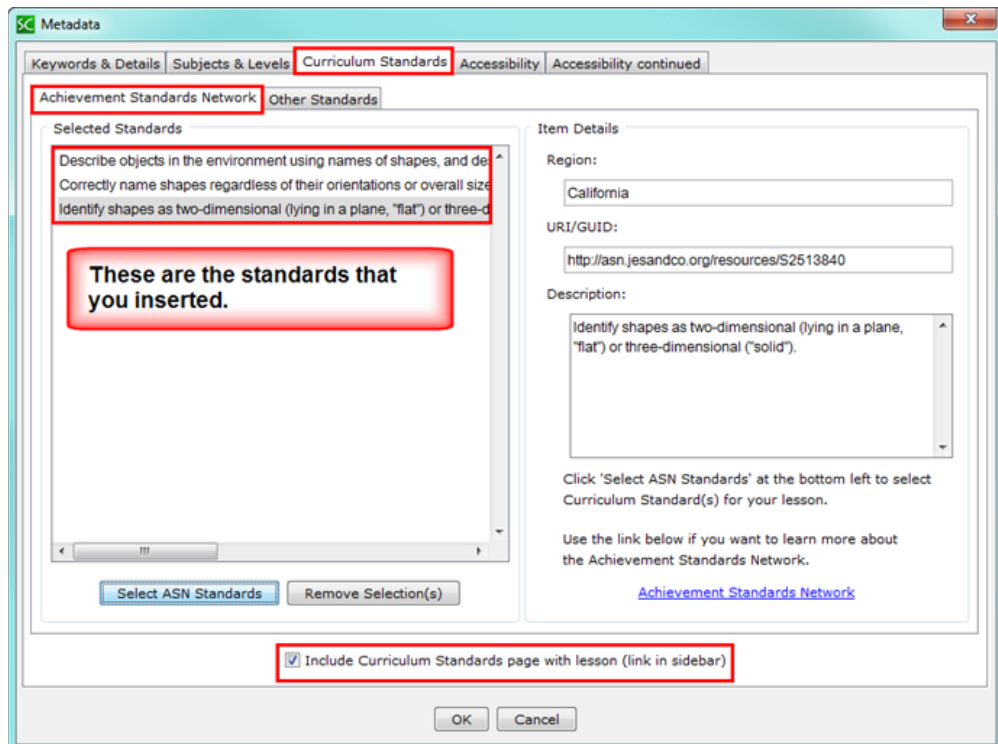 SC Metadata
Keywords & Details Subjects & Levels Curriculum Standards Accessibility Accessibility continued
Achievement Standards Network Other Standards
Selected Standards
Describe objects in the environment using names of shapes, and de
Correctly name shapes regardless of their orientations or overall size
Identify shapes as two-dimensional (lying in a plane, "flat") or three-d
These are the standards that
you inserted.
Select ASN Standards Remove Selection(s)
Item Details
Region:
California
URI/GUID:
http://asn.jesandco.org/resources/S2513840
Description:
Identify shapes as two-dimensional (lying in a plane,
"flat") or three-dimensional ("solid").
Click 'Select ASN Standards' at the bottom left to select
Curriculum Standard(s) for your lesson.
Use the link below if you want to learn more about
the Achievement Standards Network.
Achievement Standards Network
Include Curriculum Standards page with lesson (link in sidebar)
OK Cancel